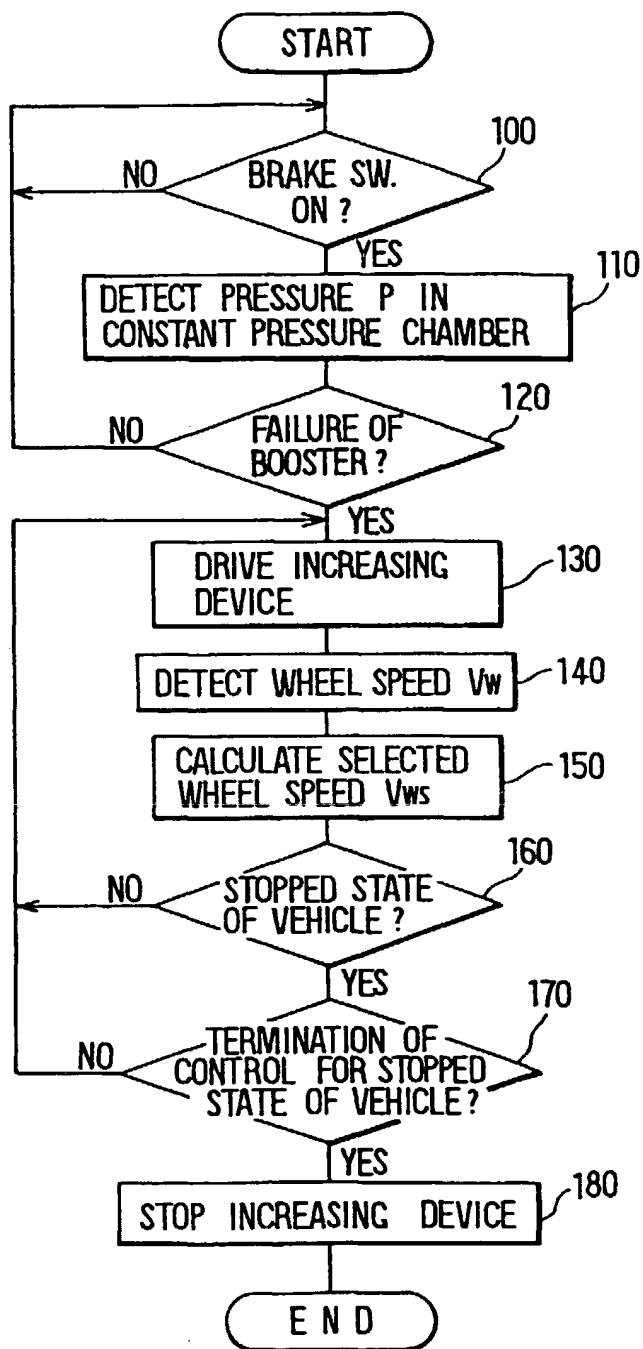 START
100
NO
BRAKE SW.
ON ?
YES
110
DETECT PRESSURE P IN
CONSTANT PRESSURE CHAMBER
120
NO
FAILURE OF
BOOSTER ?
YES
130
DRIVE INCREASING
DEVICE
DETECT WHEEL SPEED Vw
140
CALCULATE SELECTED
WHEEL SPEED Vws
150
160
NO
STOPPED STATE
OF VEHICLE ?
YES
170
NO
TERMINATION OF
CONTROL FOR STOPPED
STATE OF VEHICLE ?
YES
180
STOP INCREASING DEVICE
END